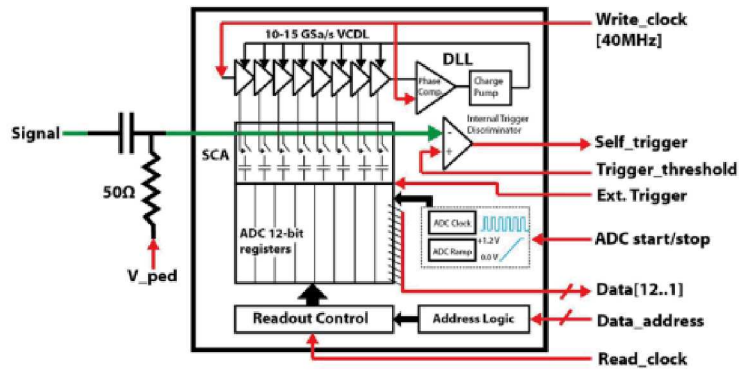 Write_clock
[40MHz]
10-15 GSa/s VCDL
DLL
Phase
Comp.
Charge
Pump
Internal Trigger
Discriminator
Signal
-
+
Self_trigger
SCA
Trigger_threshold
50Ω
Ext. Trigger
ADC 12-bit
registers
ADC Clock
+1.2 V
ADC Ramp
0.0 V
ADC start/stop
V_ped
Data[12..1]
Readout Control
Address Logic
Data_address
Read_clock